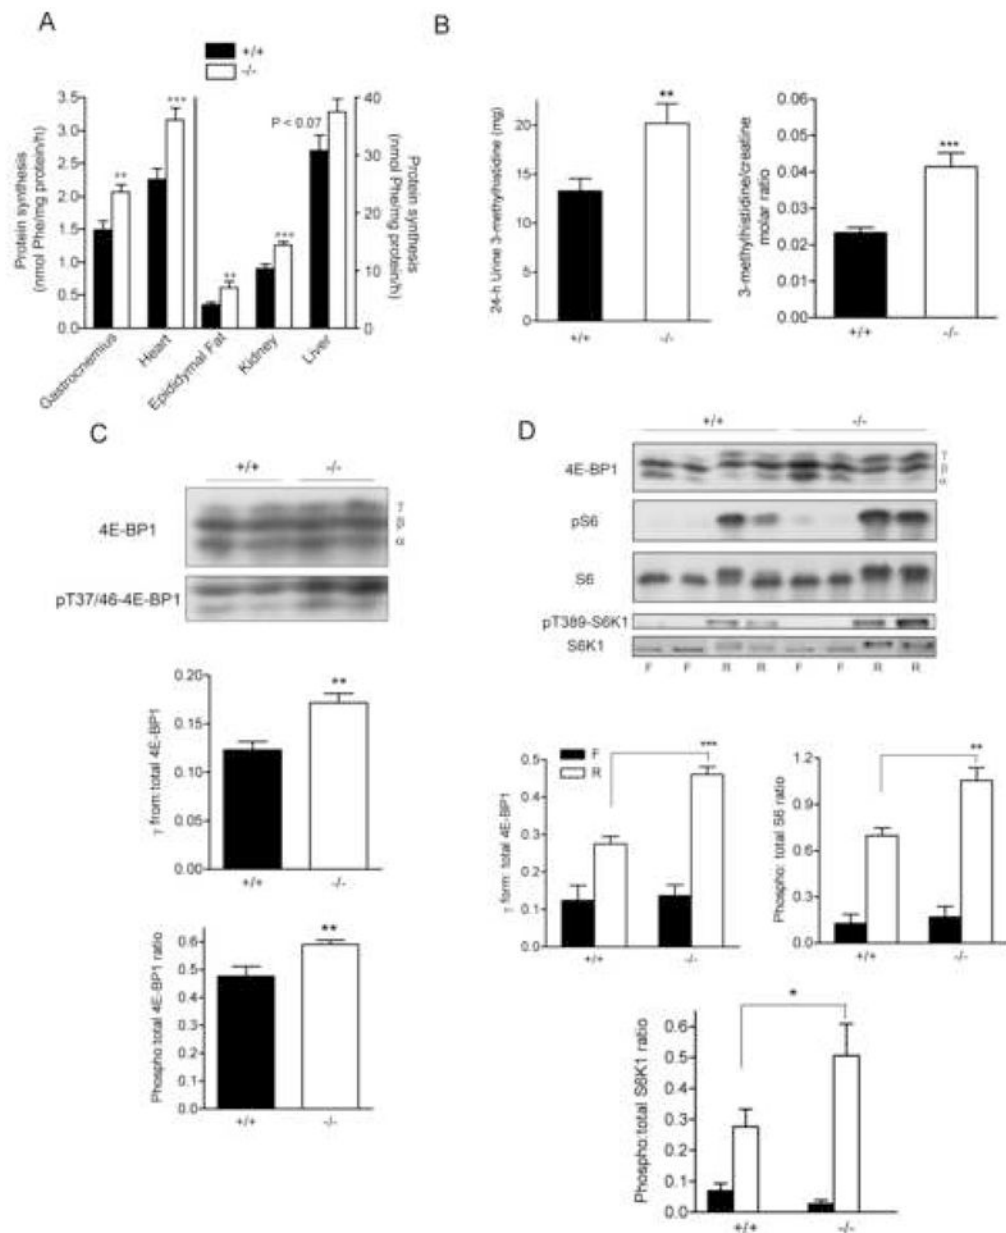 A
+/+
-/-
3.5
3.0
2.5
2.0
1.5
1.0
0.5
0.0
Protein synthesis
(nmol Phe/mg protein/h)
**
***
**
***
P < 0.07
40
30
20
10
0
Protein synthesis
(nmol Phe/mg protein/h)
Gastrocnemius
Heart
Epididymal Fat
Kidney
Liver
B
24-h Urine 3-methylhistidine (mg)
20
15
10
5
0
**
+/+
-/-
3-methylhistidine/creatine
molar ratio
0.06
0.05
0.04
0.03
0.02
0.01
0.00
***
+/+
-/-
C
+/+
-/-
4E-BP1
γ
β
α
pT37/46-4E-BP1
γ from:total 4E-BP1
0.20
0.15
0.10
0.05
0.00
**
+/+
-/-
Phospho:total 4E-BP1 ratio
0.6
0.5
0.4
0.3
0.2
0.1
0.0
**
+/+
-/-
D
+/+
-/-
4E-BP1
γ
β
α
pS6
S6
pT389-S6K1
S6K1
F F R R F F R R
γ form: total 4E-BP1
0.5
0.4
0.3
0.2
0.1
0.0
F
R
***
+/+
-/-
Phospho: total S6 ratio
1.2
0.9
0.6
0.3
0.0
**
+/+
-/-
Phospho:total S6K1 ratio
0.6
0.5
0.4
0.3
0.2
0.1
0.0
*
+/+
-/-